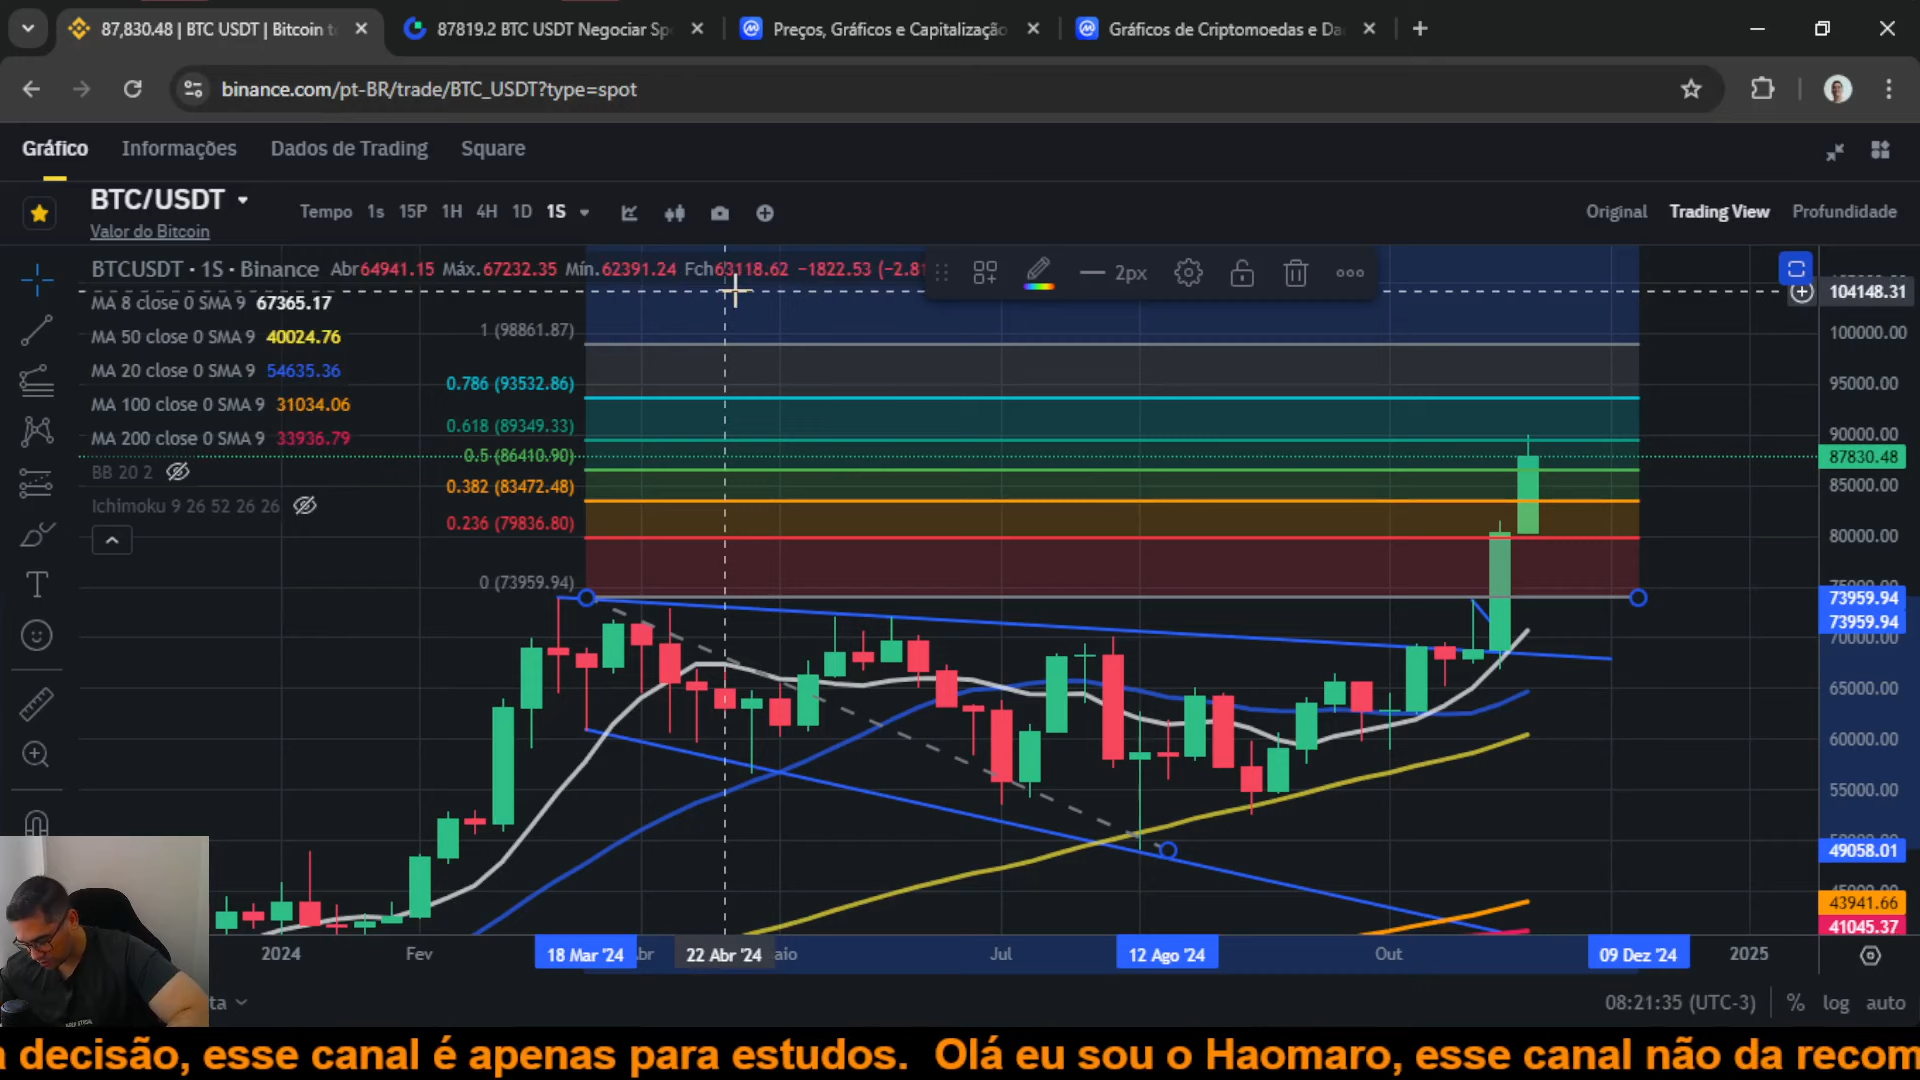 87,830.48 | BTC USDT | Bitcoin t
87819.2 BTC USDT Negociar Sp
Preços, Gráficos e Capitalização
Gráficos de Criptomoedas e Da
binance.com/pt-BR/trade/BTC_USDT?type=spot
Gráfico Informações Dados de Trading Square
BTC/USDT
Valor do Bitcoin
Tempo 1s 15P 1H 4H 1D 1S
Original Trading View Profundidade
BTCUSDT · 1S · Binance Abr64941.15 Máx.67232.35 Mín.62391.24 Fch63118.62 −1822.53 (−2.8
2px
MA 8 close 0 SMA 9 67365.17
MA 50 close 0 SMA 9 40024.76
MA 20 close 0 SMA 9 54635.36
MA 100 close 0 SMA 9 31034.06
MA 200 close 0 SMA 9 33936.79
BB 20 2
Ichimoku 9 26 52 26 26
1 (98861.87)
0.786 (93532.86)
0.618 (89349.33)
0.5 (86410.90)
0.382 (83472.48)
0.236 (79836.80)
0 (73959.94)
104148.31
100000.00
95000.00
90000.00
87830.48
85000.00
80000.00
75000.00
73959.94
73959.94
70000.00
65000.00
60000.00
55000.00
49058.01
43941.66
41045.37
2024 Fev 18 Mar '24 br 22 Abr '24 aio Jul 12 Ago '24 Out 09 Dez '24 2025
ta
08:21:35 (UTC-3) % log auto
a decisão, esse canal é apenas para estudos. Olá eu sou o Haomaro, esse canal não da recom